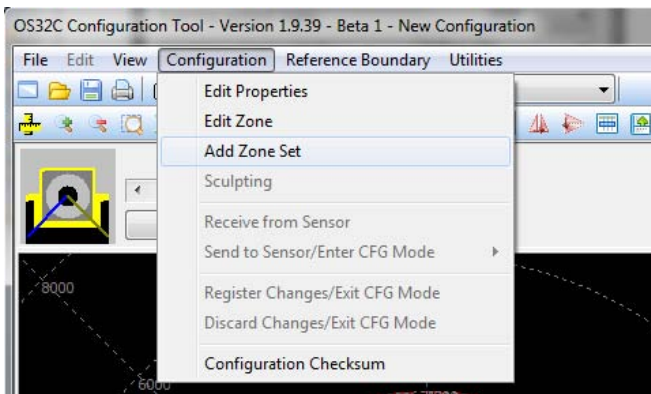 OS32C Configuration Tool - Version 1.9.39 - Beta 1 - New Configuration
File Edit View Configuration Reference Boundary Utilities
Edit Properties
Edit Zone
Add Zone Set
Sculpting
Receive from Sensor
Send to Sensor/Enter CFG Mode
Register Changes/Exit CFG Mode
Discard Changes/Exit CFG Mode
Configuration Checksum
8000
6000